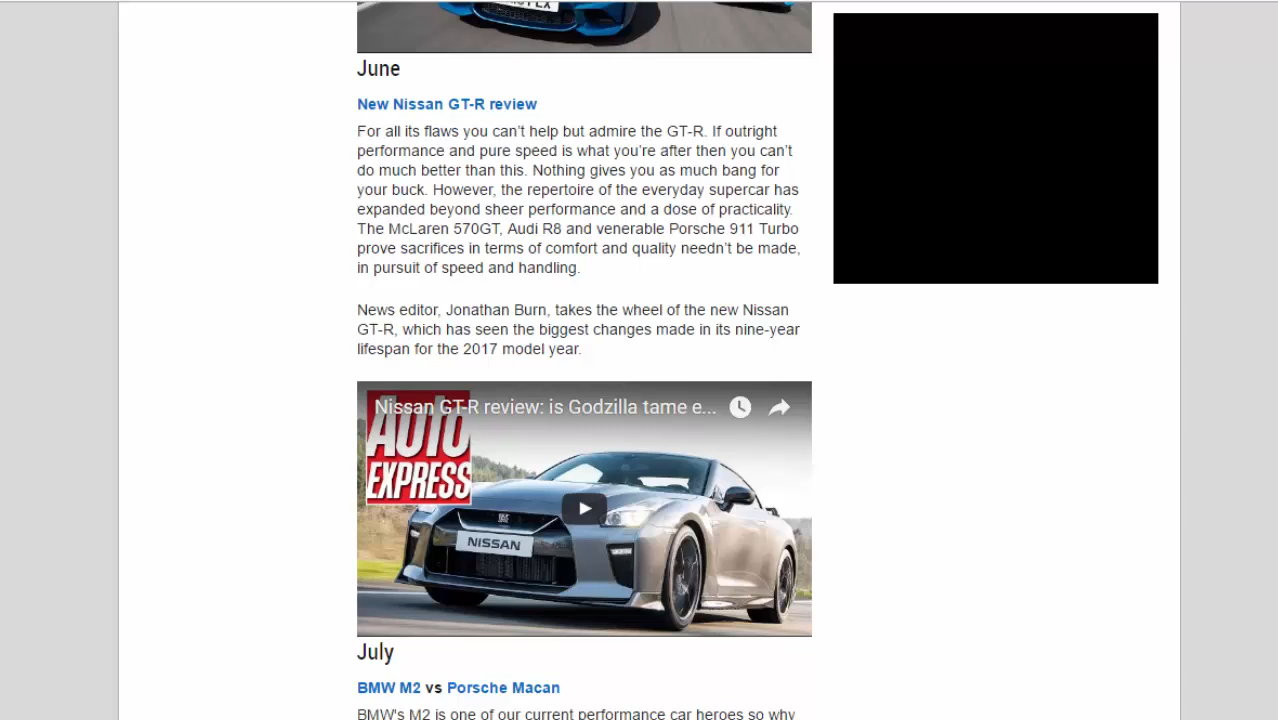 June
New Nissan GT-R review
For all its flaws you can’t help but admire the GT-R. If outright
performance and pure speed is what you’re after then you can’t
do much better than this. Nothing gives you as much bang for
your buck. However, the repertoire of the everyday supercar has
expanded beyond sheer performance and a dose of practicality.
The McLaren 570GT, Audi R8 and venerable Porsche 911 Turbo
prove sacrifices in terms of comfort and quality needn’t be made,
in pursuit of speed and handling.
News editor, Jonathan Burn, takes the wheel of the new Nissan
GT-R, which has seen the biggest changes made in its nine-year
lifespan for the 2017 model year.
Nissan GT-R review: is Godzilla tame e...
AUTO
EXPRESS
NISSAN
July
BMW M2 vs Porsche Macan
BMW's M2 is one of our current performance car heroes so why